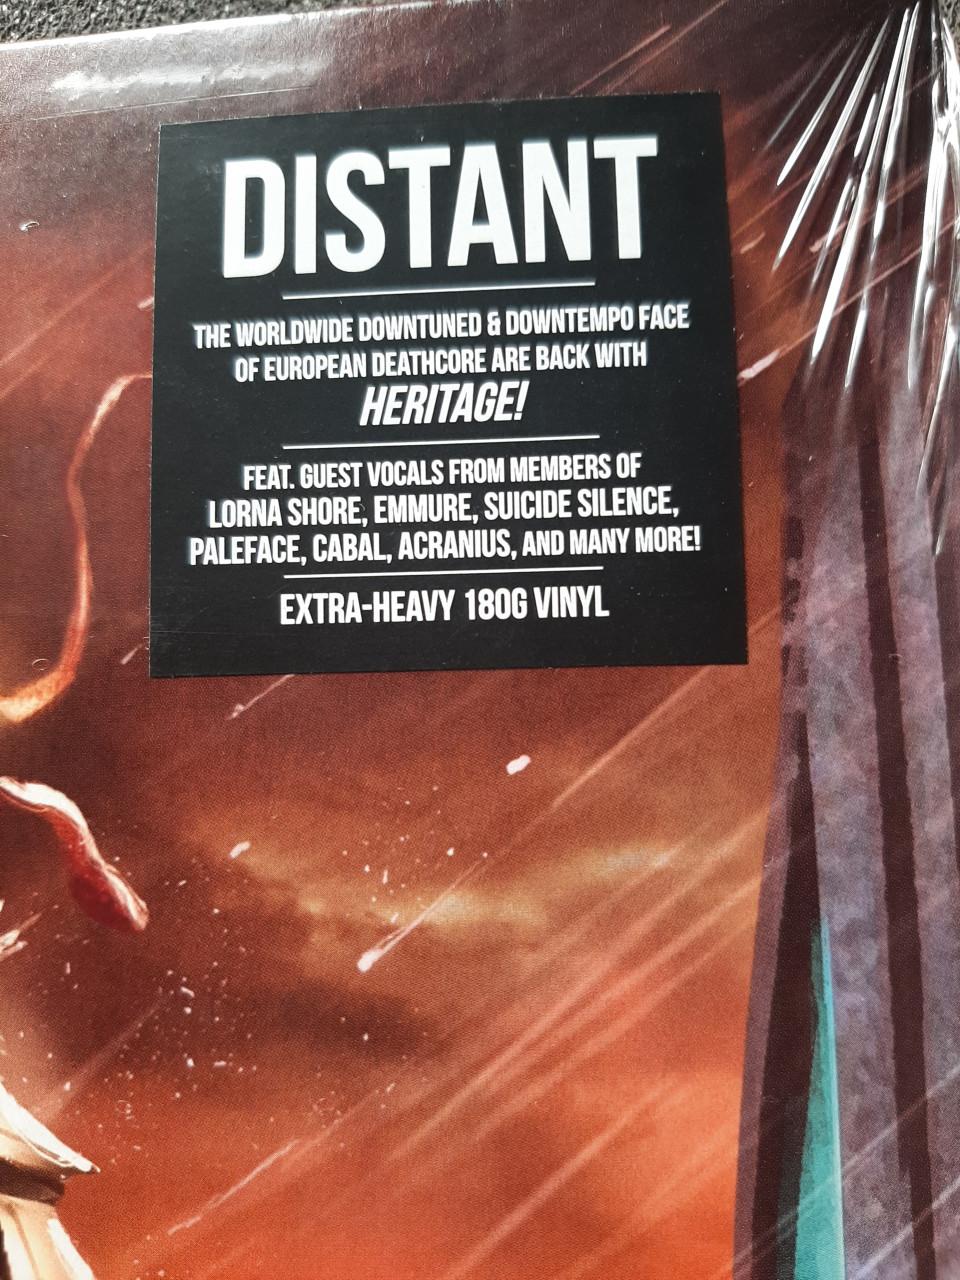 DISTANT
THE WORLDWIDE DOWNTUNED & DOWNTEMPO FACE
OF EUROPEAN DEATHCORE ARE BACK WITH
HERITAGE!
FEAT. GUEST VOCALS FROM MEMBERS OF
LORNA SHORE, EMMURE, SUICIDE SILENCE,
PALEFACE, CABAL, ACRANIUS, AND MANY MORE!
EXTRA-HEAVY 180G VINYL